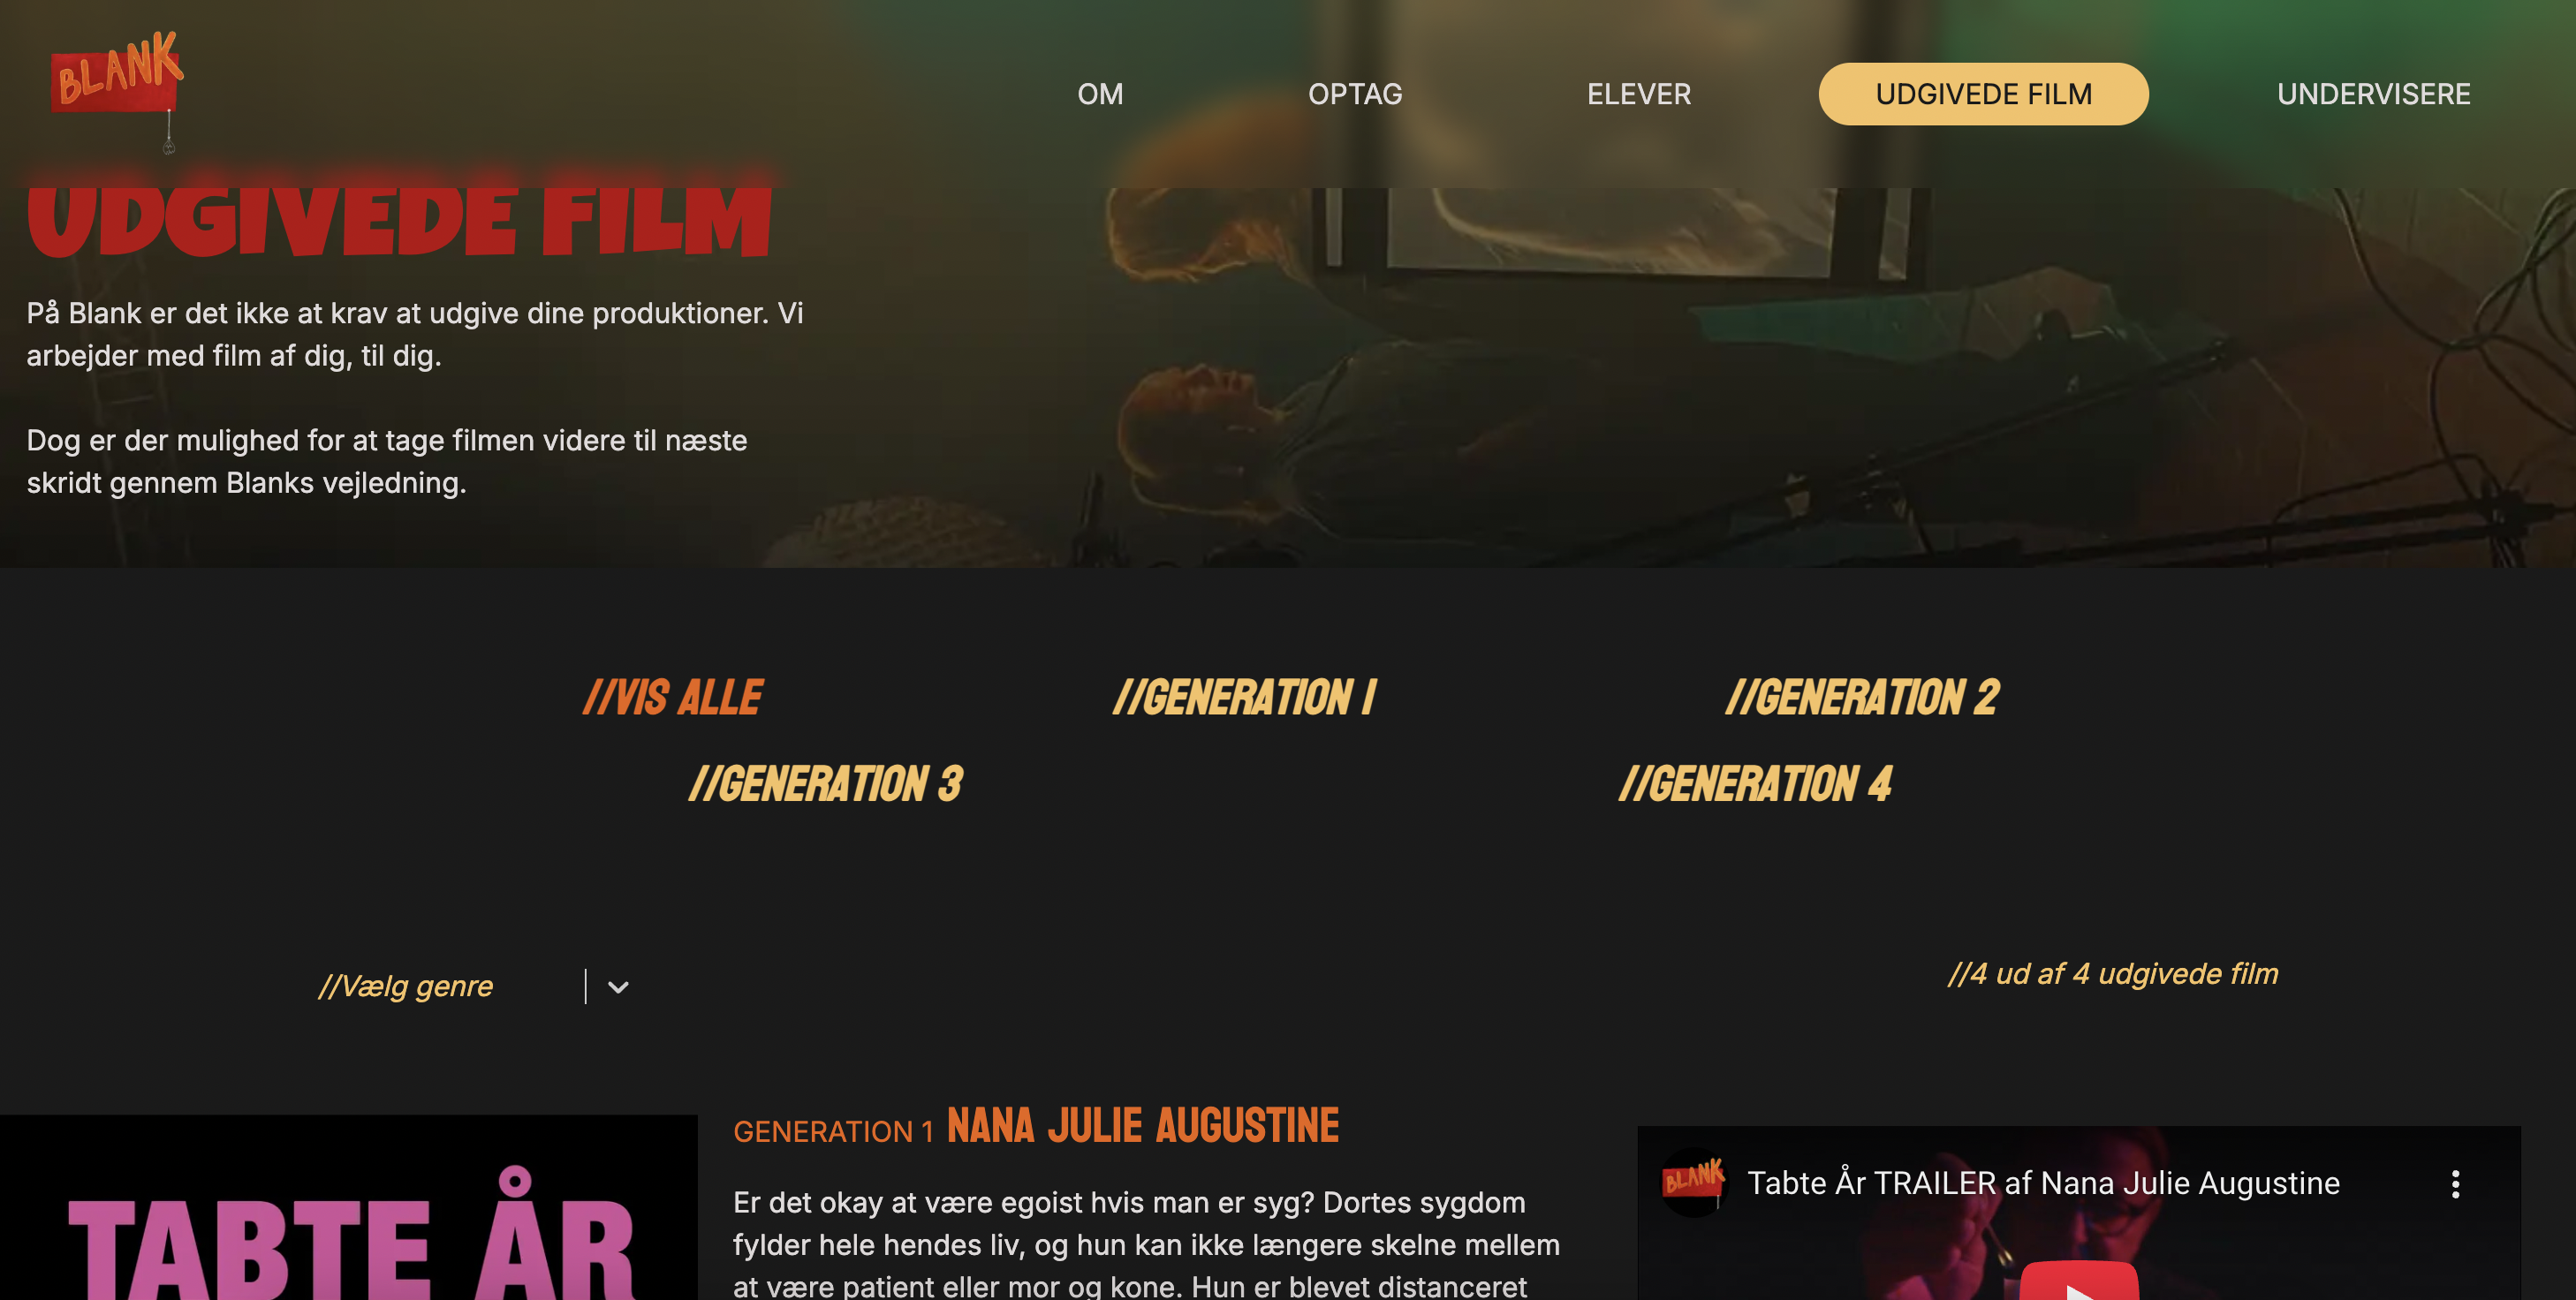 BLANK
OM
OPTAG
ELEVER
UDGIVEDE FILM
UNDERVISERE
UDGIVEDE FILM
På Blank er det ikke at krav at udgive dine produktioner. Vi
arbejder med film af dig, til dig.
Dog er der mulighed for at tage filmen videre til næste
skridt gennem Blanks vejledning.
//VIS ALLE
//GENERATION 1
//GENERATION 2
//GENERATION 3
//GENERATION 4
//Vælg genre
//4 ud af 4 udgivede film
TABTE ÅR
GENERATION 1 NANA JULIE AUGUSTINE
Er det okay at være egoist hvis man er syg? Dortes sygdom
fylder hele hendes liv, og hun kan ikke længere skelne mellem
at være patient eller mor og kone. Hun er blevet distanceret
BLANK
Tabte År TRAILER af Nana Julie Augustine